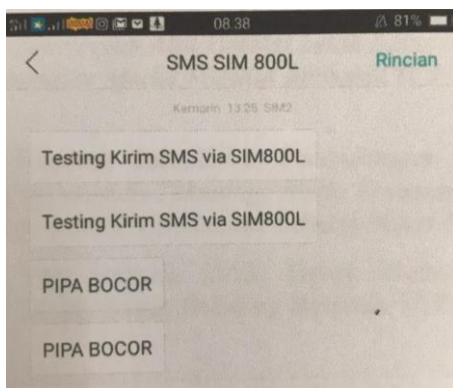 08.38 81%
SMS SIM 800L Rincian
Kemarin 13.25 SIM2
Testing Kirim SMS via SIM800L
Testing Kirim SMS via SIM800L
PIPA BOCOR
PIPA BOCOR